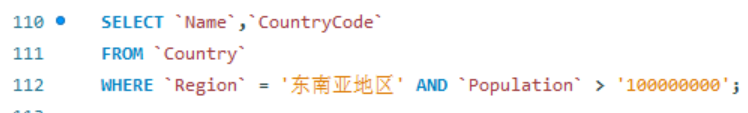 110 SELECT `Name`,`CountryCode`
111 FROM `Country`
112 WHERE `Region` = '东南亚地区' AND `Population` > '100000000';